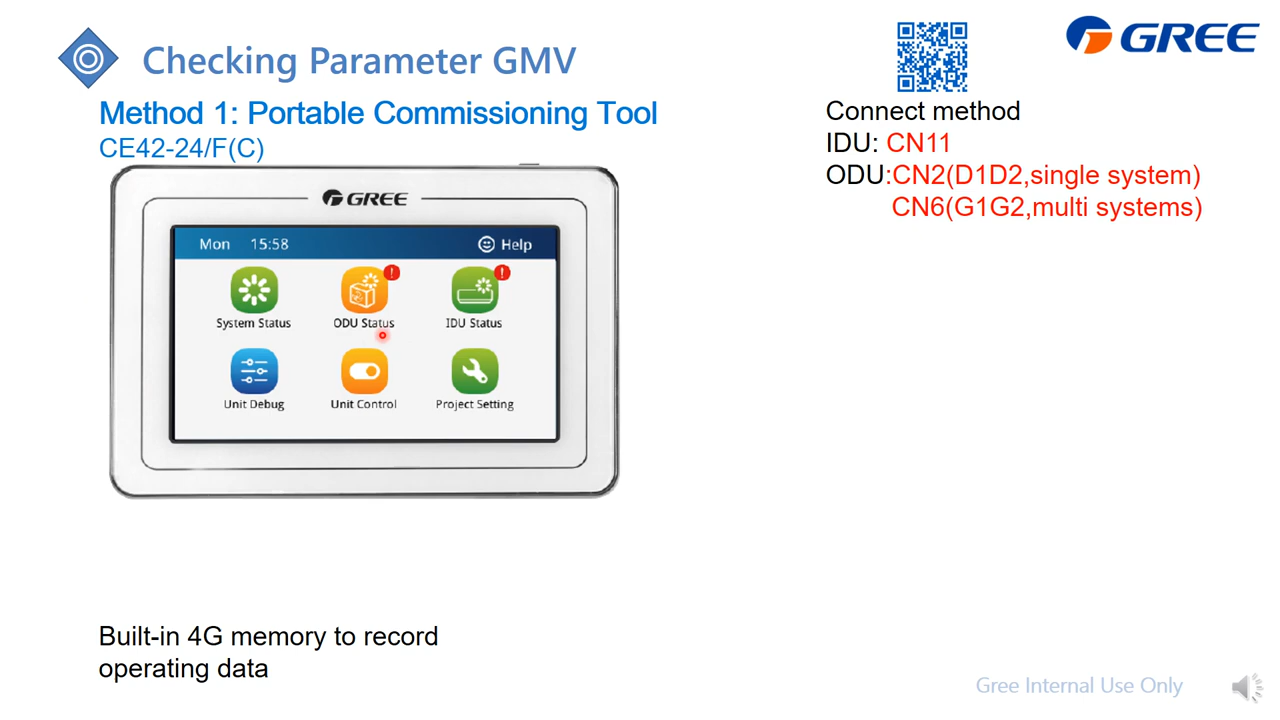 Checking Parameter GMV
GREE
Method 1: Portable Commissioning Tool
CE42-24/F(C)
Connect method
IDU: CN11
ODU:CN2(D1D2,single system)
CN6(G1G2,multi systems)
GREE
Mon 15:58 Help
System Status ODU Status IDU Status
Unit Debug Unit Control Project Setting
Built-in 4G memory to record
operating data
Gree Internal Use Only